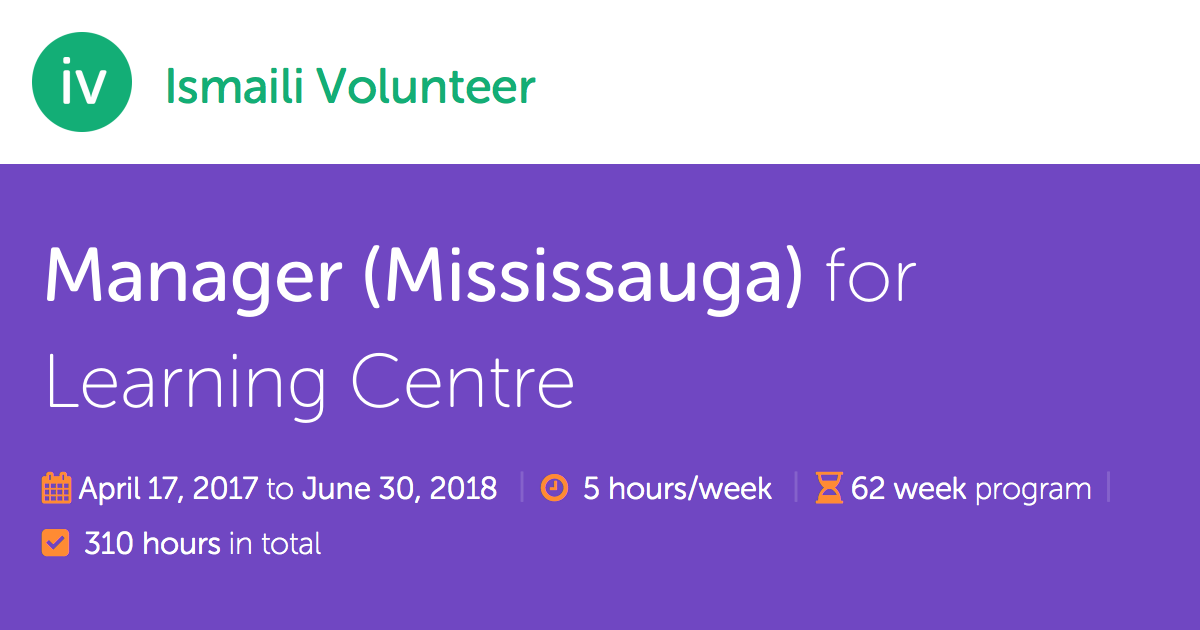 iv
Ismaili Volunteer
Manager (Mississauga) for
Learning Centre
April 17, 2017 to June 30, 2018 | 5 hours/week | 62 week program |
310 hours in total